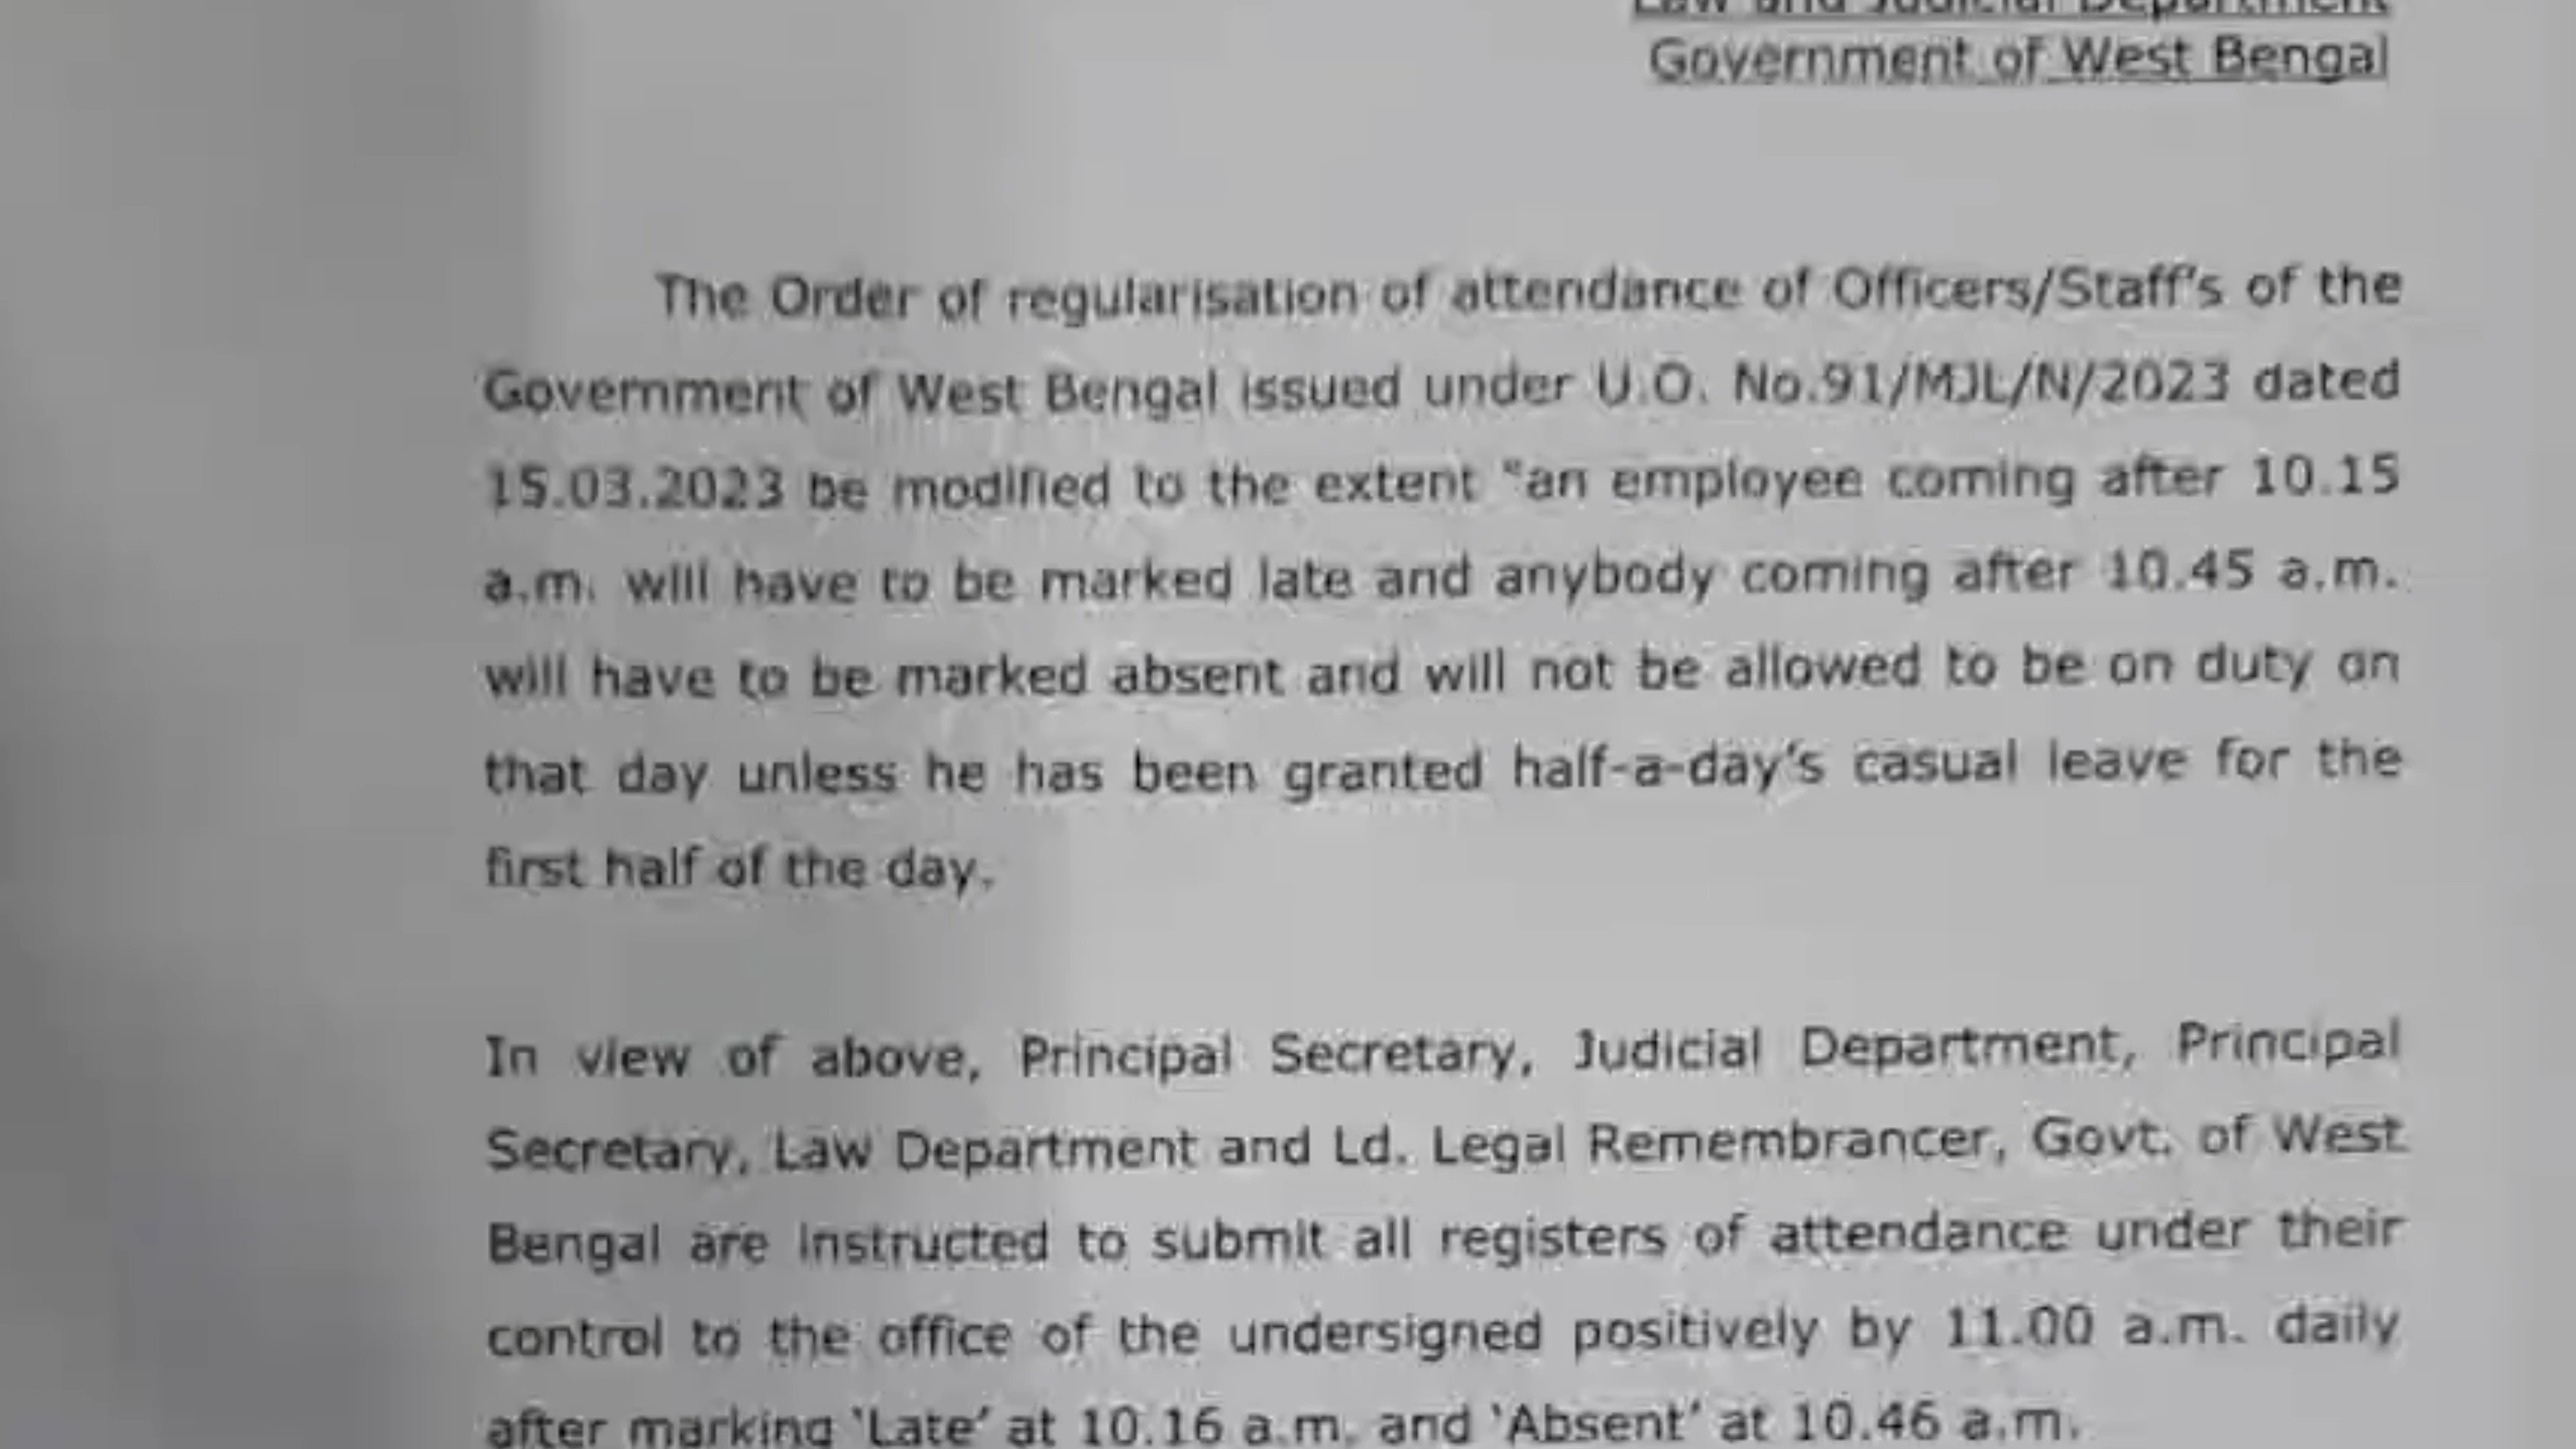 Law and Judicial Department
Government of West Bengal
The Order of regularisation of attendance of Officers/Staff's of the
Government of West Bengal issued under U.O. No.91/MJL/N/2023 dated
15.03.2023 be modified to the extent "an employee coming after 10.15
a.m. will have to be marked late and anybody coming after 10.45 a.m.
will have to be marked absent and will not be allowed to be on duty on
that day unless he has been granted half-a-day's casual leave for the
first half of the day.
In view of above, Principal Secretary, Judicial Department, Principal
Secretary, Law Department and Ld. Legal Remembrancer, Govt. of West
Bengal are instructed to submit all registers of attendance under their
control to the office of the undersigned positively by 11.00 a.m. daily
after marking 'Late' at 10.16 a.m. and 'Absent' at 10.46 a.m.